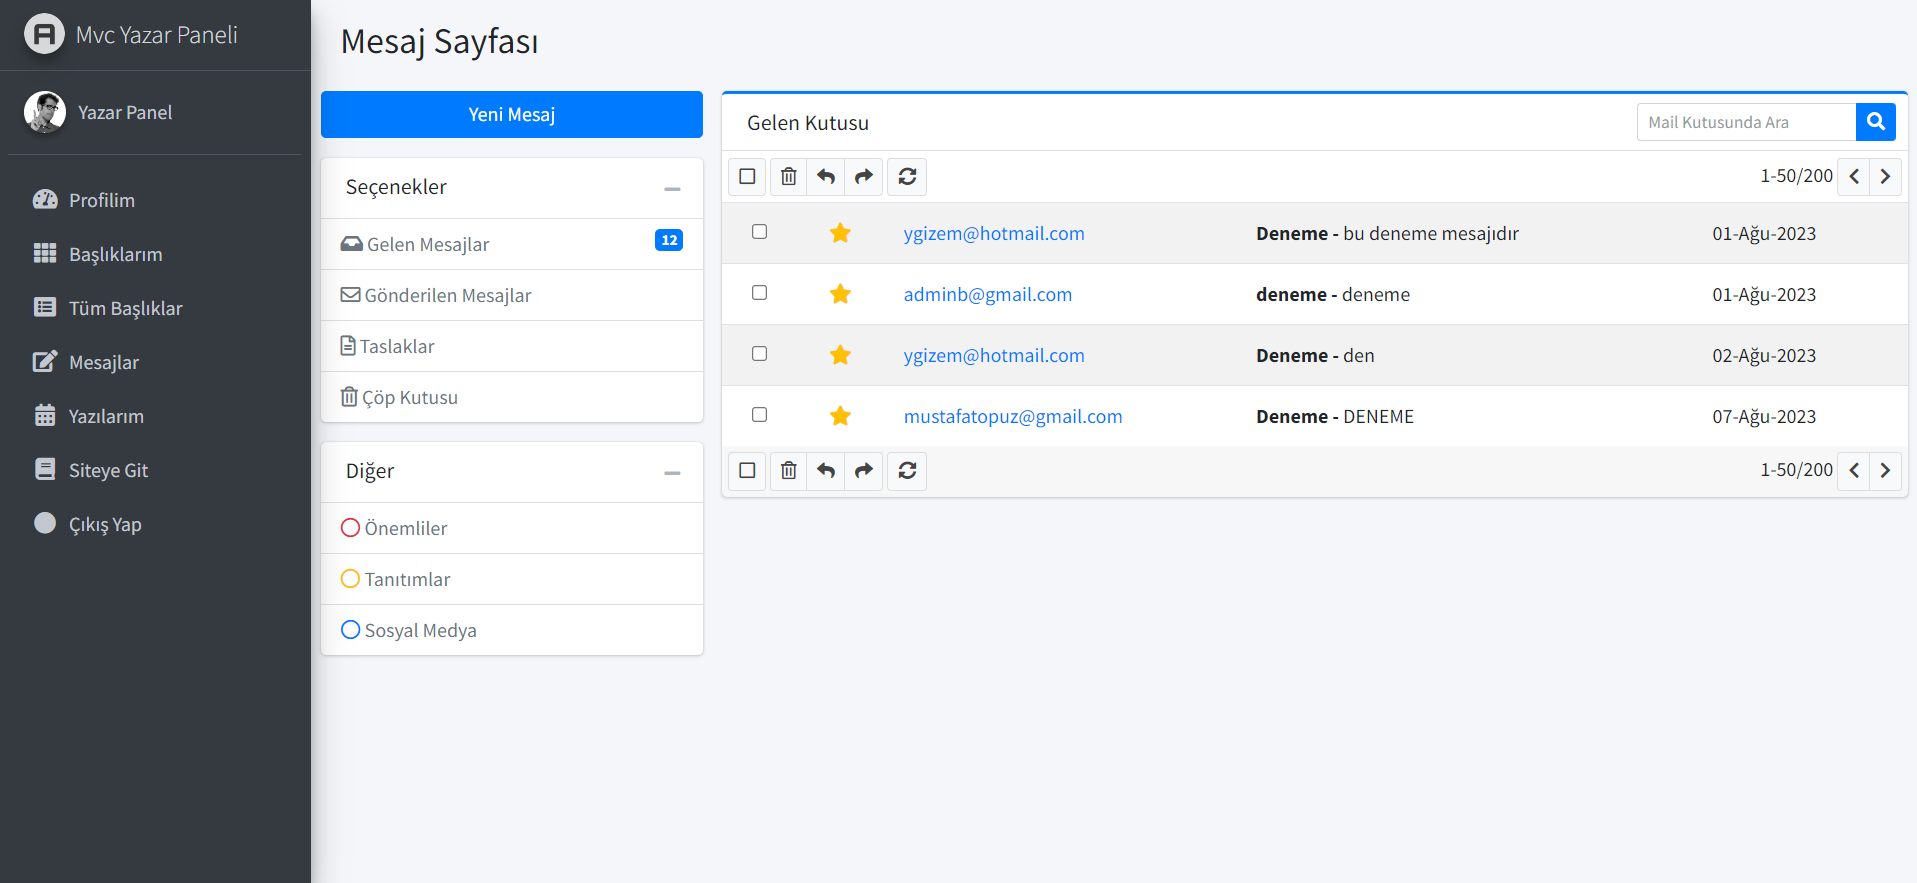 Mvc Yazar Paneli
Yazar Panel
Profilim
Başlıklarım
Tüm Başlıklar
Mesajlar
Yazılarım
Siteye Git
Çıkış Yap
Mesaj Sayfası
Yeni Mesaj
Seçenekler
Gelen Mesajlar 12
Gönderilen Mesajlar
Taslaklar
Çöp Kutusu
Diğer
Önemliler
Tanıtımlar
Sosyal Medya
Gelen Kutusu
Mail Kutusunda Ara
1-50/200
ygizem@hotmail.com Deneme - bu deneme mesajıdır 01-Ağu-2023
adminb@gmail.com deneme - deneme 01-Ağu-2023
ygizem@hotmail.com Deneme - den 02-Ağu-2023
mustafatopuz@gmail.com Deneme - DENEME 07-Ağu-2023
1-50/200